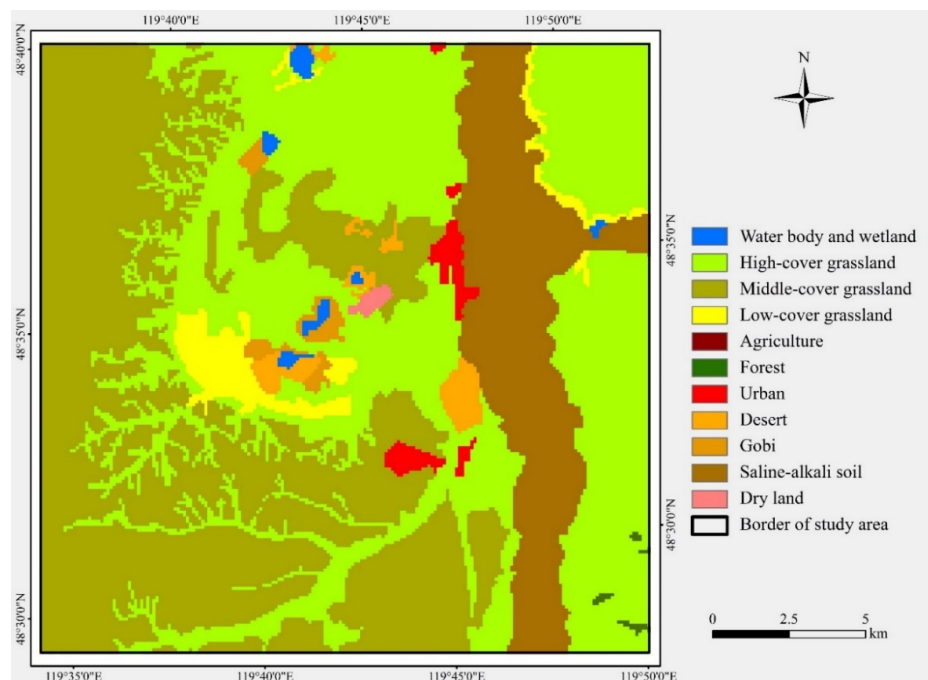 119°40'0"E 119°45'0"E 119°50'0"E
48°40'0"N
N
48°35'0"N
Water body and wetland
High-cover grassland
Middle-cover grassland
Low-cover grassland
48°35'0"N
Agriculture
Forest
Urban
Desert
Gobi
Saline-alkali soil
Dry land
Border of study area
48°30'0"N
48°30'0"N
0 2.5 5
km
119°35'0"E 119°40'0"E 119°45'0"E 119°50'0"E